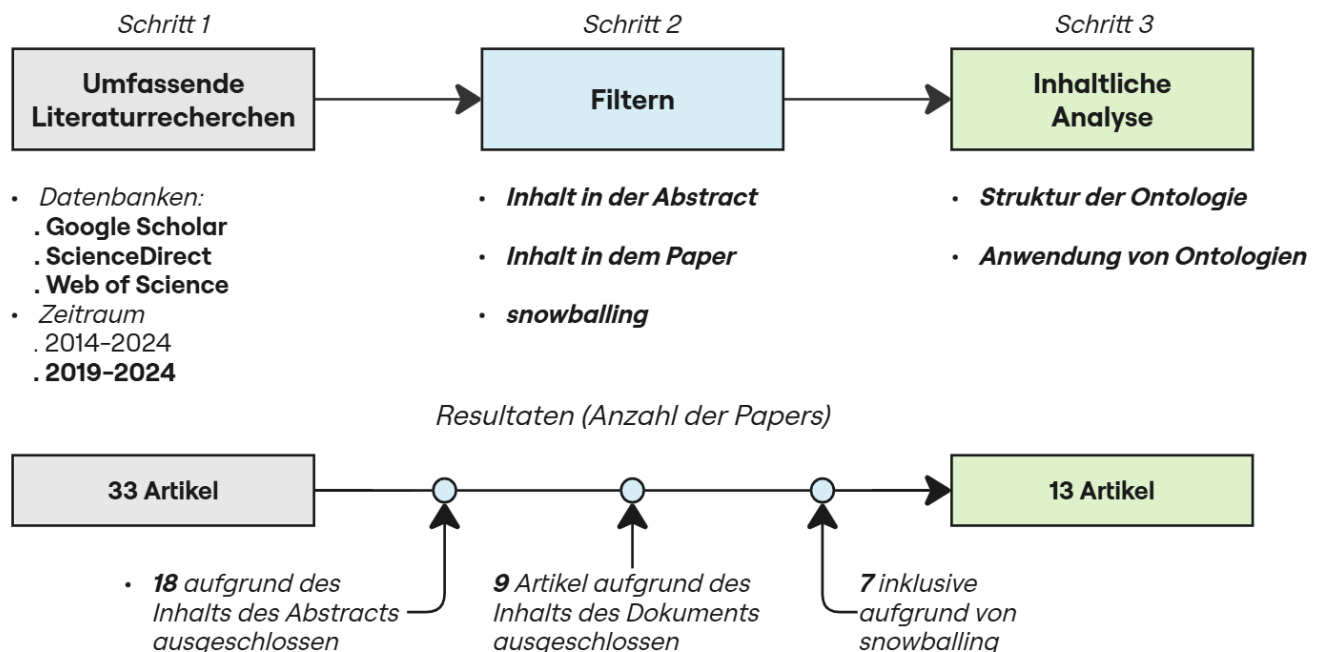 Schritt 1
Schritt 2
Schritt 3
Umfassende
Literaturrecherchen
Filtern
Inhaltliche
Analyse
• Datenbanken:
. Google Scholar
. ScienceDirect
. Web of Science
• Zeitraum
. 2014–2024
. 2019–2024
• Inhalt in der Abstract
• Inhalt in dem Paper
• snowballing
• Struktur der Ontologie
• Anwendung von Ontologien
Resultaten (Anzahl der Papers)
33 Artikel
13 Artikel
• 18 aufgrund des
Inhalts des Abstracts
ausgeschlossen
9 Artikel aufgrund des
Inhalts des Dokuments
ausgeschlossen
7 inklusive
aufgrund von
snowballing